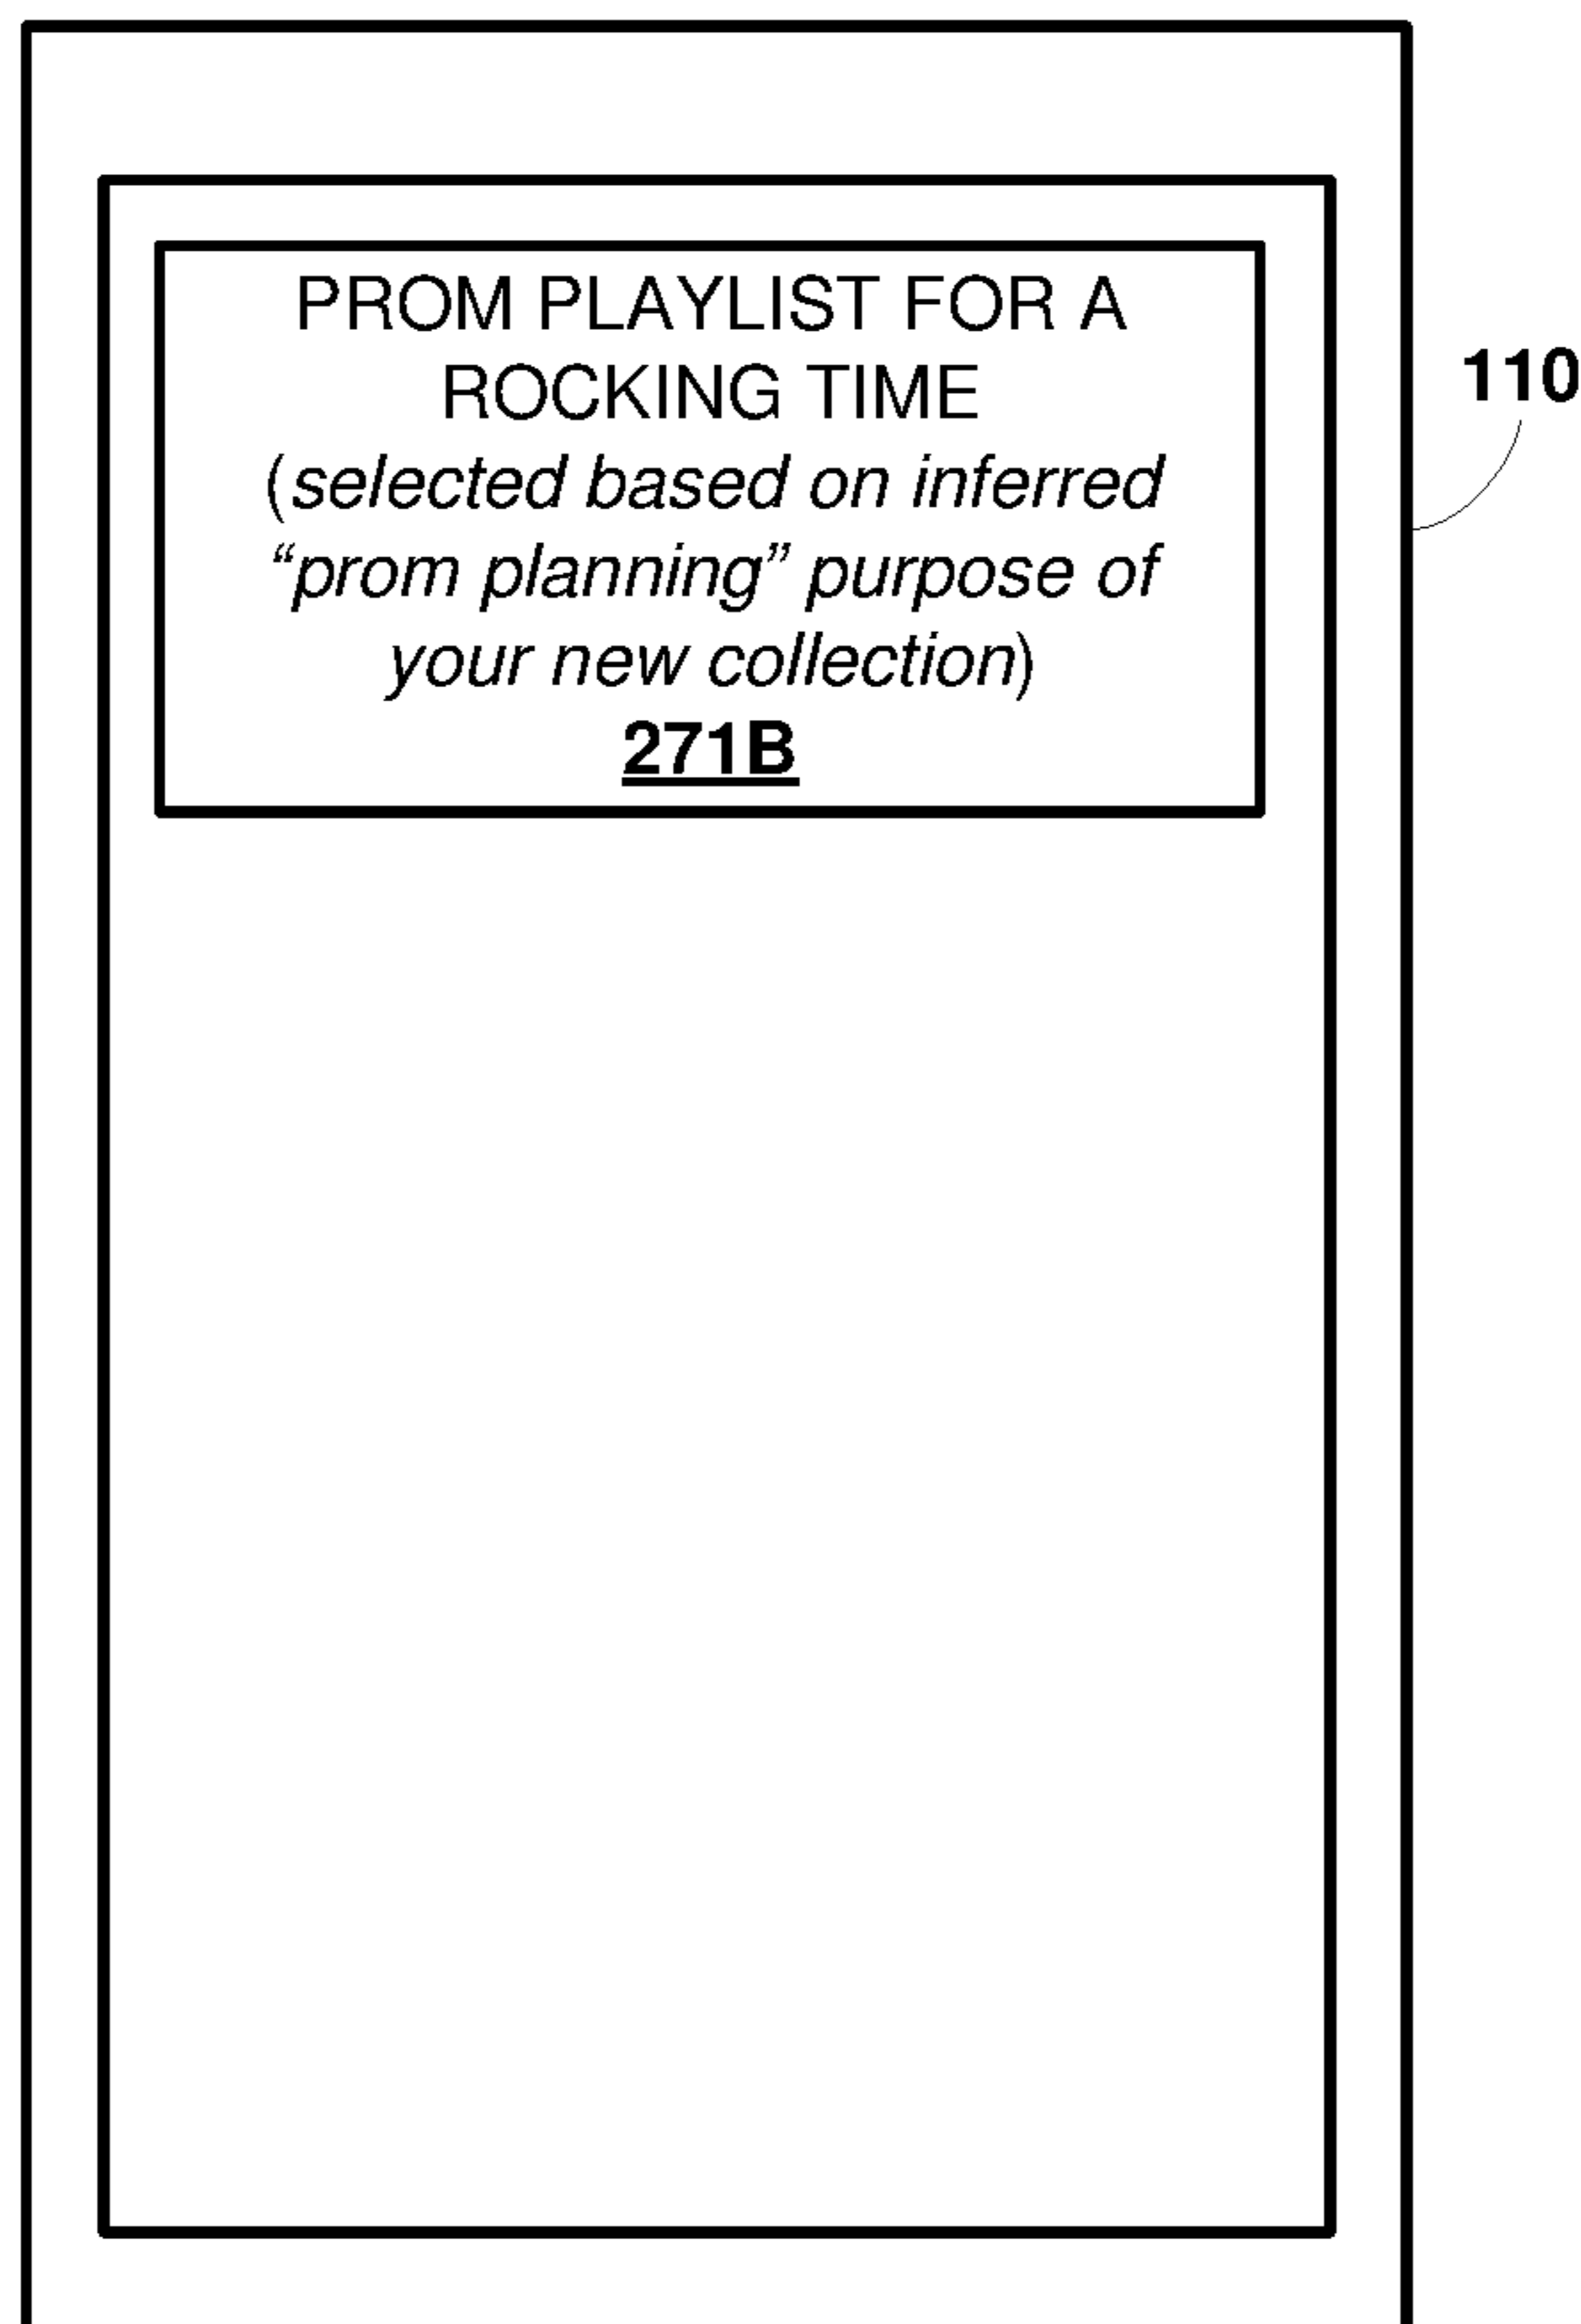 PROM PLAYLIST FOR A
ROCKING TIME
(selected based on inferred
“prom planning” purpose of
your new collection)
271B
110